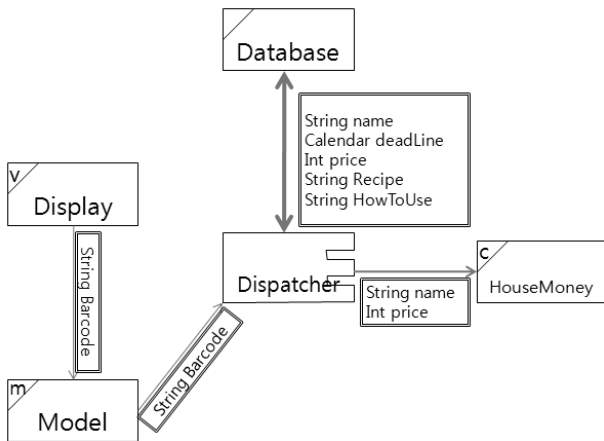 Database
String name
Calendar deadLine
Int price
String Recipe
String HowToUse
v
Display
String Barcode
Dispatcher
c
HouseMoney
String name
Int price
String Barcode
m
Model